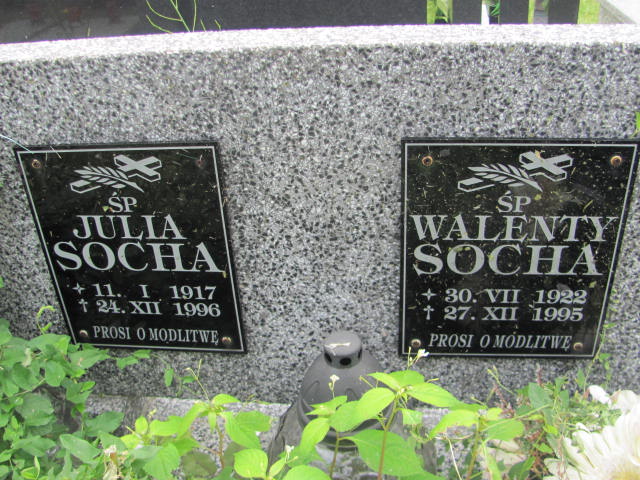 ŚP
JULIA
SOCHA
✧ 11. I 1917
† 24. XII 1996
PROSI O MODLITWĘ
ŚP
WALENTY
SOCHA
✧ 30. VII 1922
† 27. XII 1995
PROSI O MODLITWĘ